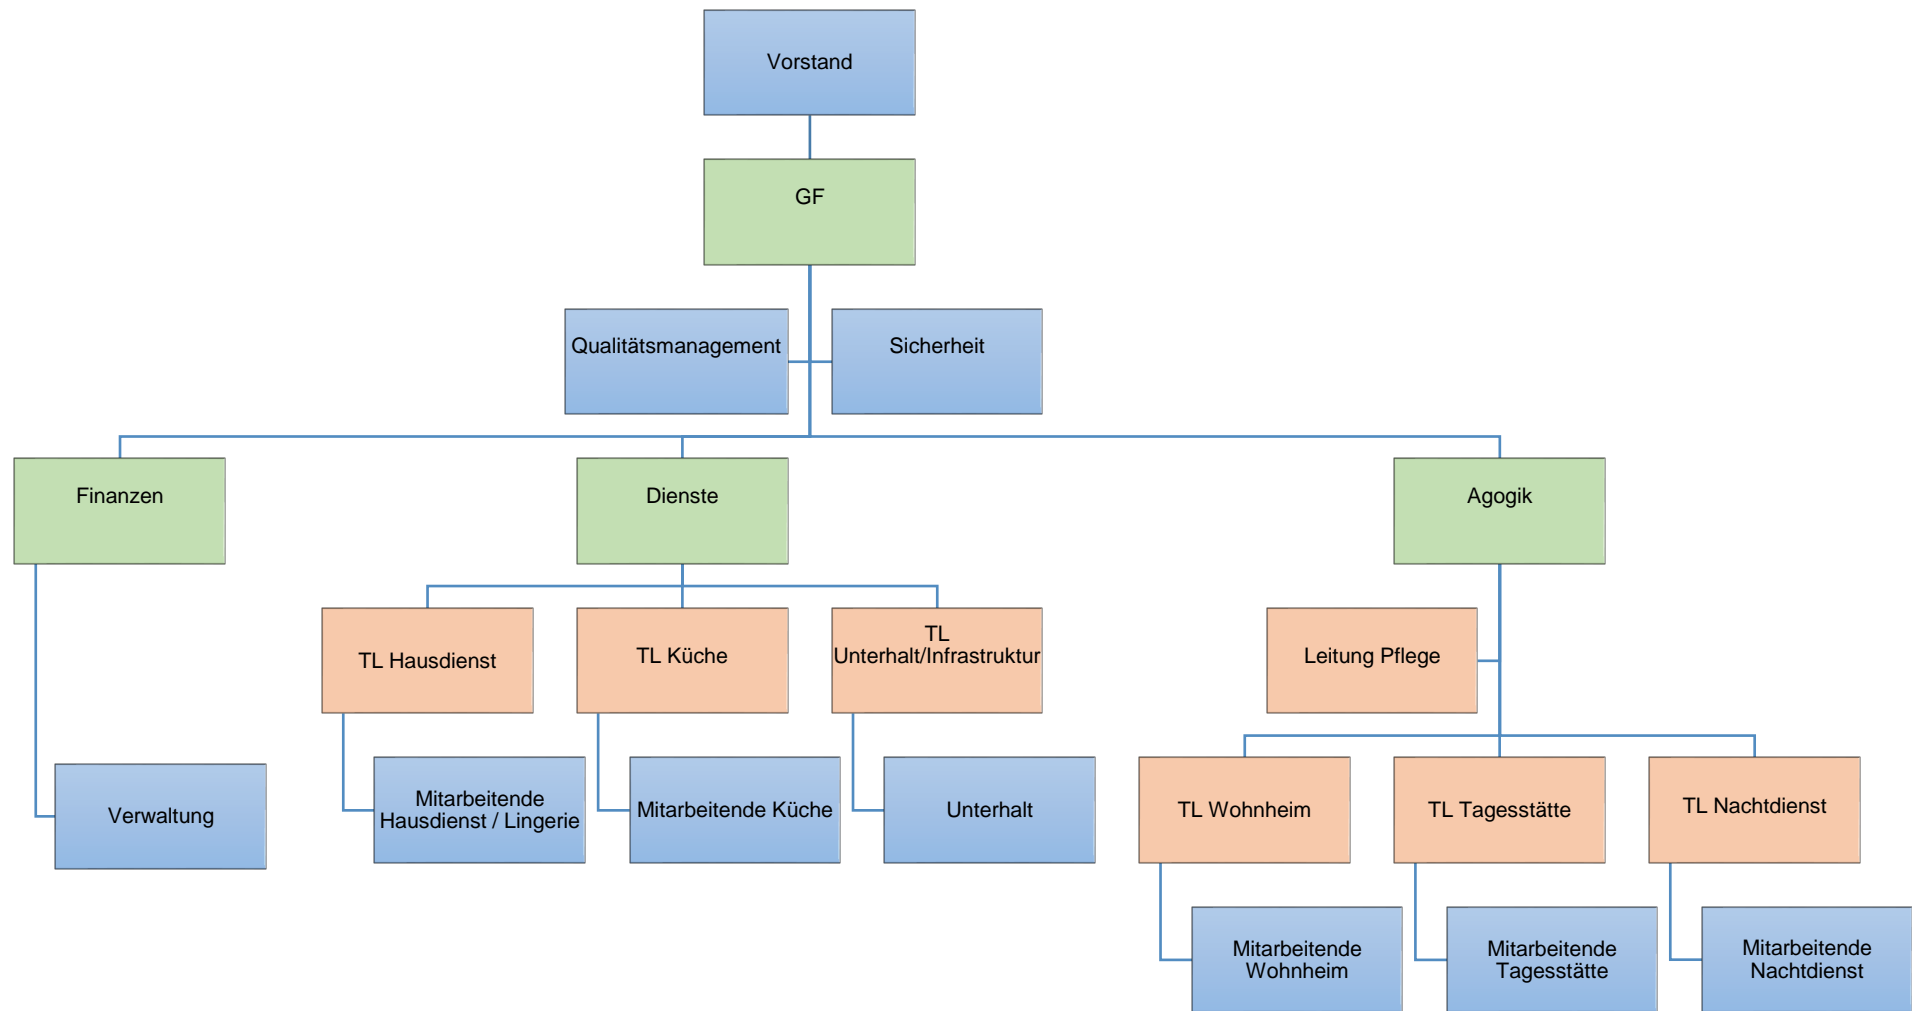 Vorstand
GF
Qualitätsmanagement
Sicherheit
Finanzen
Dienste
Agogik
TL Hausdienst
TL Küche
TL
Unterhalt/Infrastruktur
Leitung Pflege
Verwaltung
Mitarbeitende
Hausdienst / Lingerie
Mitarbeitende Küche
Unterhalt
TL Wohnheim
TL Tagesstätte
TL Nachtdienst
Mitarbeitende
Wohnheim
Mitarbeitende
Tagesstätte
Mitarbeitende
Nachtdienst